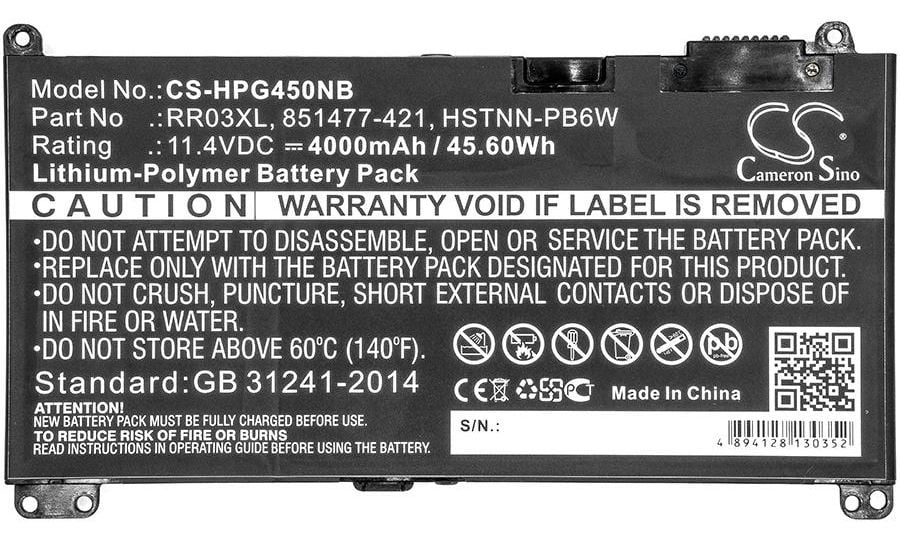 Model No.:CS-HPG450NB
Part No :RR03XL, 851477-421, HSTNN-PB6W
Rating :11.4VDC ⎓ 4000mAh / 45.60Wh
Lithium-Polymer Battery Pack
CS
Cameron Sino
CAUTION WARRANTY VOID IF LABEL IS REMOVED
•DO NOT ATTEMPT TO DISASSEMBLE, OPEN OR SERVICE THE BATTERY PACK.
•REPLACE ONLY WITH THE BATTERY PACK DESIGNATED FOR THIS PRODUCT.
•DO NOT CRUSH, PUNCTURE, SHORT EXTERNAL CONTACTS OR DISPOSE OF
IN FIRE OR WATER.
•DO NOT STORE ABOVE 60°C (140°F).
Standard:GB 31241-2014
ATTENTION!
NEW BATTERY PACK MUST BE FULLY CHARGED BEFORE USE.
TO REDUCE RISK OF FIRE OR BURNS
READ INSTRUCTIONS IN OPERATING GUIDE BEFORE USING THE BATTERY.
Pb
CE FC Made In China
S/N.:
4 894128 130352